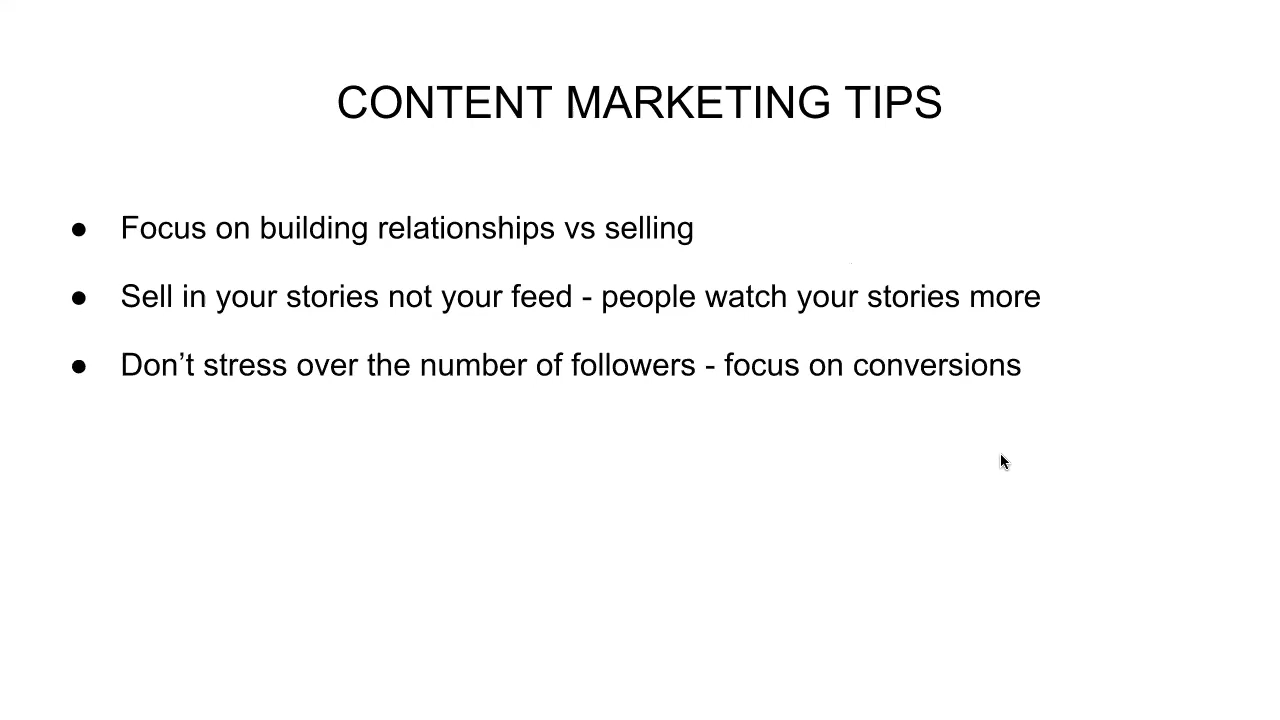 CONTENT MARKETING TIPS
● Focus on building relationships vs selling
● Sell in your stories not your feed - people watch your stories more
● Don’t stress over the number of followers - focus on conversions